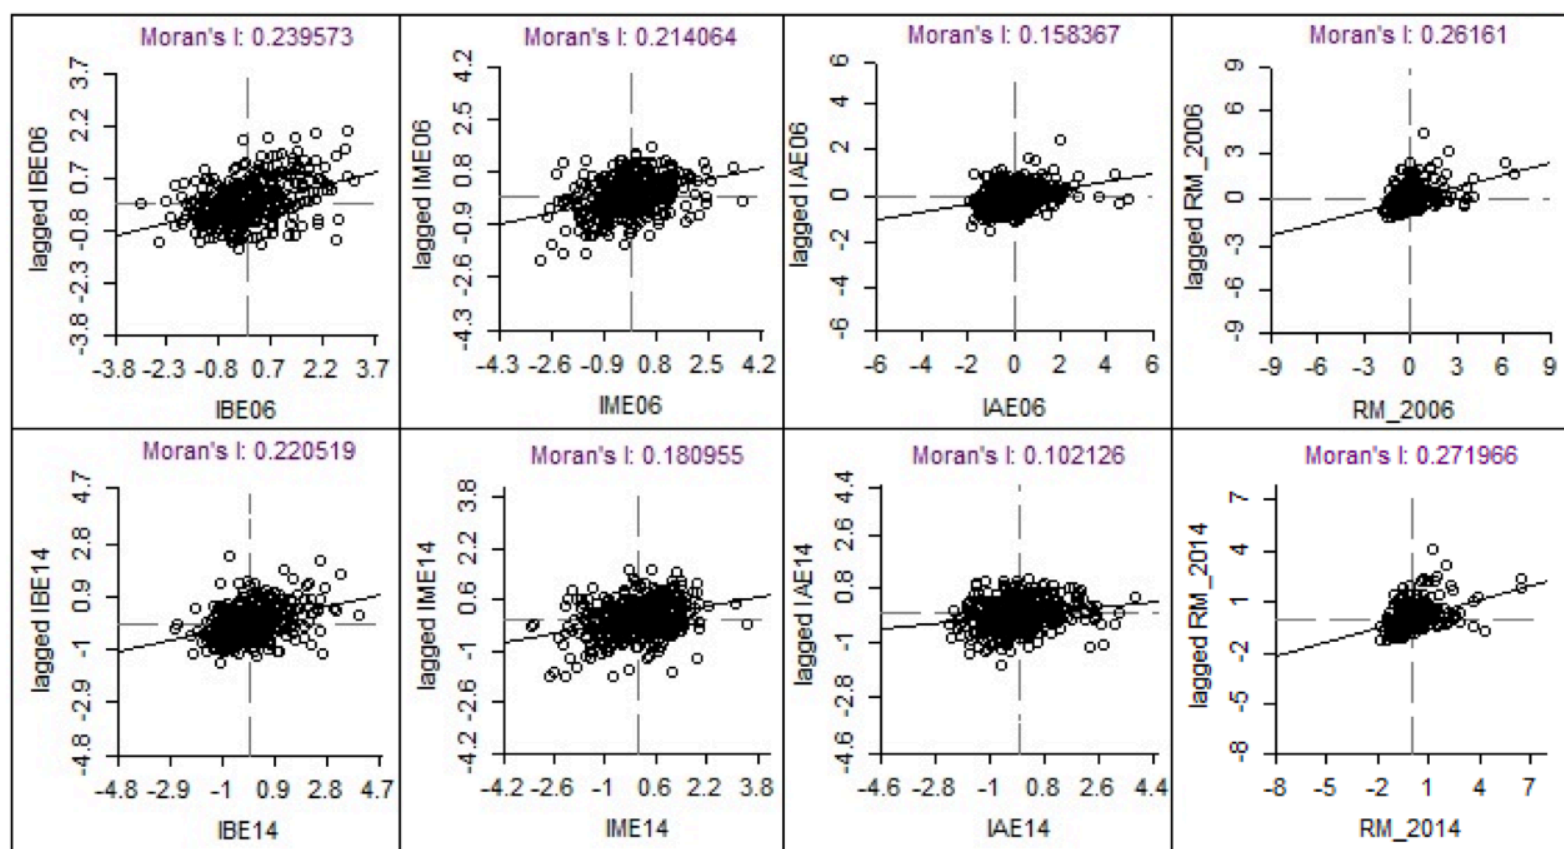 Moran's I: 0.239573
lagged IBE06
3.7
2.2
0.7
-0.8
-2.3
-3.8
-3.8 -2.3 -0.8 0.7 2.2 3.7
IBE06
Moran's I: 0.214064
lagged IME06
4.2
2.5
0.8
-0.9
-2.6
-4.3
-4.3 -2.6 -0.9 0.8 2.5 4.2
IME06
Moran's I: 0.158367
lagged IAE06
6
4
2
0
-2
-4
-6
-6 -4 -2 0 2 4 6
IAE06
Moran's I: 0.26161
lagged RM_2006
9
6
3
0
-3
-6
-9
-9 -6 -3 0 3 6 9
RM_2006
Moran's I: 0.220519
lagged IBE14
4.7
2.8
0.9
-1
-2.9
-4.8
-4.8 -2.9 -1 0.9 2.8 4.7
IBE14
Moran's I: 0.180955
lagged IME14
3.8
2.2
0.6
-1
-2.6
-4.2
-4.2 -2.6 -1 0.6 2.2 3.8
IME14
Moran's I: 0.102126
lagged IAE14
4.4
2.6
0.8
-1
-2.8
-4.6
-4.6 -2.8 -1 0.8 2.6 4.4
IAE14
Moran's I: 0.271966
lagged RM_2014
7
4
1
-2
-5
-8
-8 -5 -2 1 4 7
RM_2014